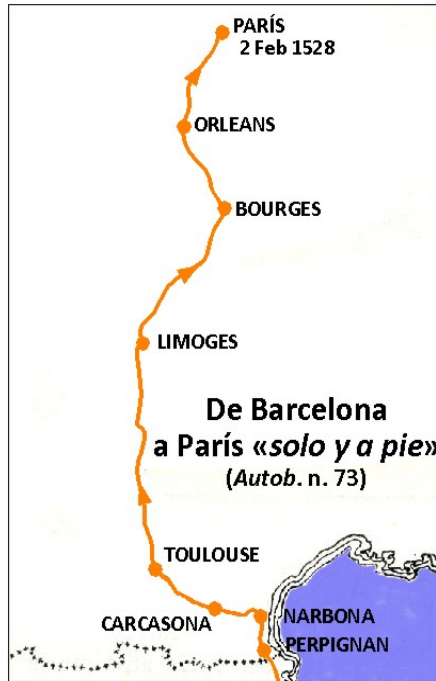 PARÍS
2 Feb 1528
ORLEANS
BOURGES
LIMOGES
De Barcelona
a París «solo y a pie»
(Autob. n. 73)
TOULOUSE
CARCASONA
NARBONA
PERPIGNAN